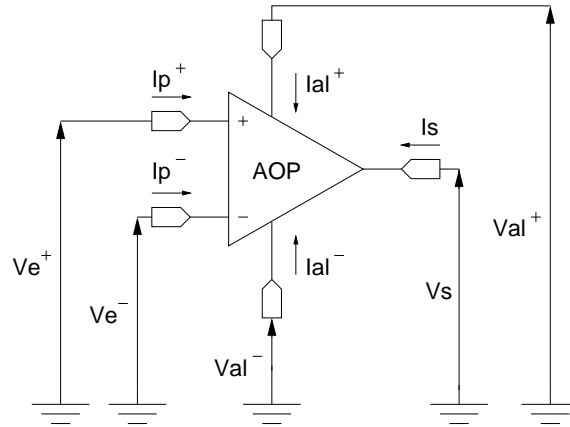 Ip⁺
Ial⁺
Is
+
Ip⁻
AOP
Val⁺
−
Ve⁺
Ial⁻
Ve⁻
Vs
Val⁻